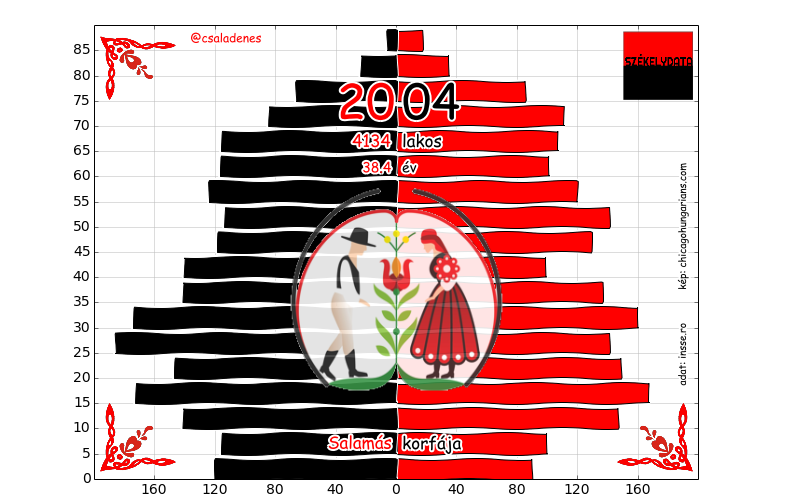 @csaladenes
SZÉKELYDATA
2004
4134 lakos
38.4 év
kép: chicagohungarians.com
adat: insse.ro
Salamás korfája
85
80
75
70
65
60
55
50
45
40
35
30
25
20
15
10
5
0
160 120 80 40 0 40 80 120 160